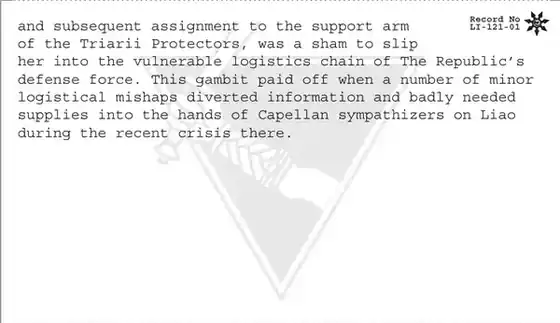 and subsequent assignment to the support arm
of the Triarii Protectors, was a sham to slip
her into the vulnerable logistics chain of The Republic’s
defense force. This gambit paid off when a number of minor
logistical mishaps diverted information and badly needed
supplies into the hands of Capellan sympathizers on Liao
during the recent crisis there.
Record No
LI-121-01